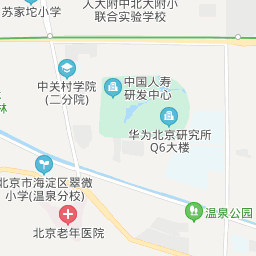 人大附中北大附小
联合实验学校
苏家坨小学
中关村学院
(二分院)
中国人寿
研发中心
林
华为北京研究所
Q6大楼
北京市海淀区翠微
小学(温泉分校)
温泉公园
北京老年医院